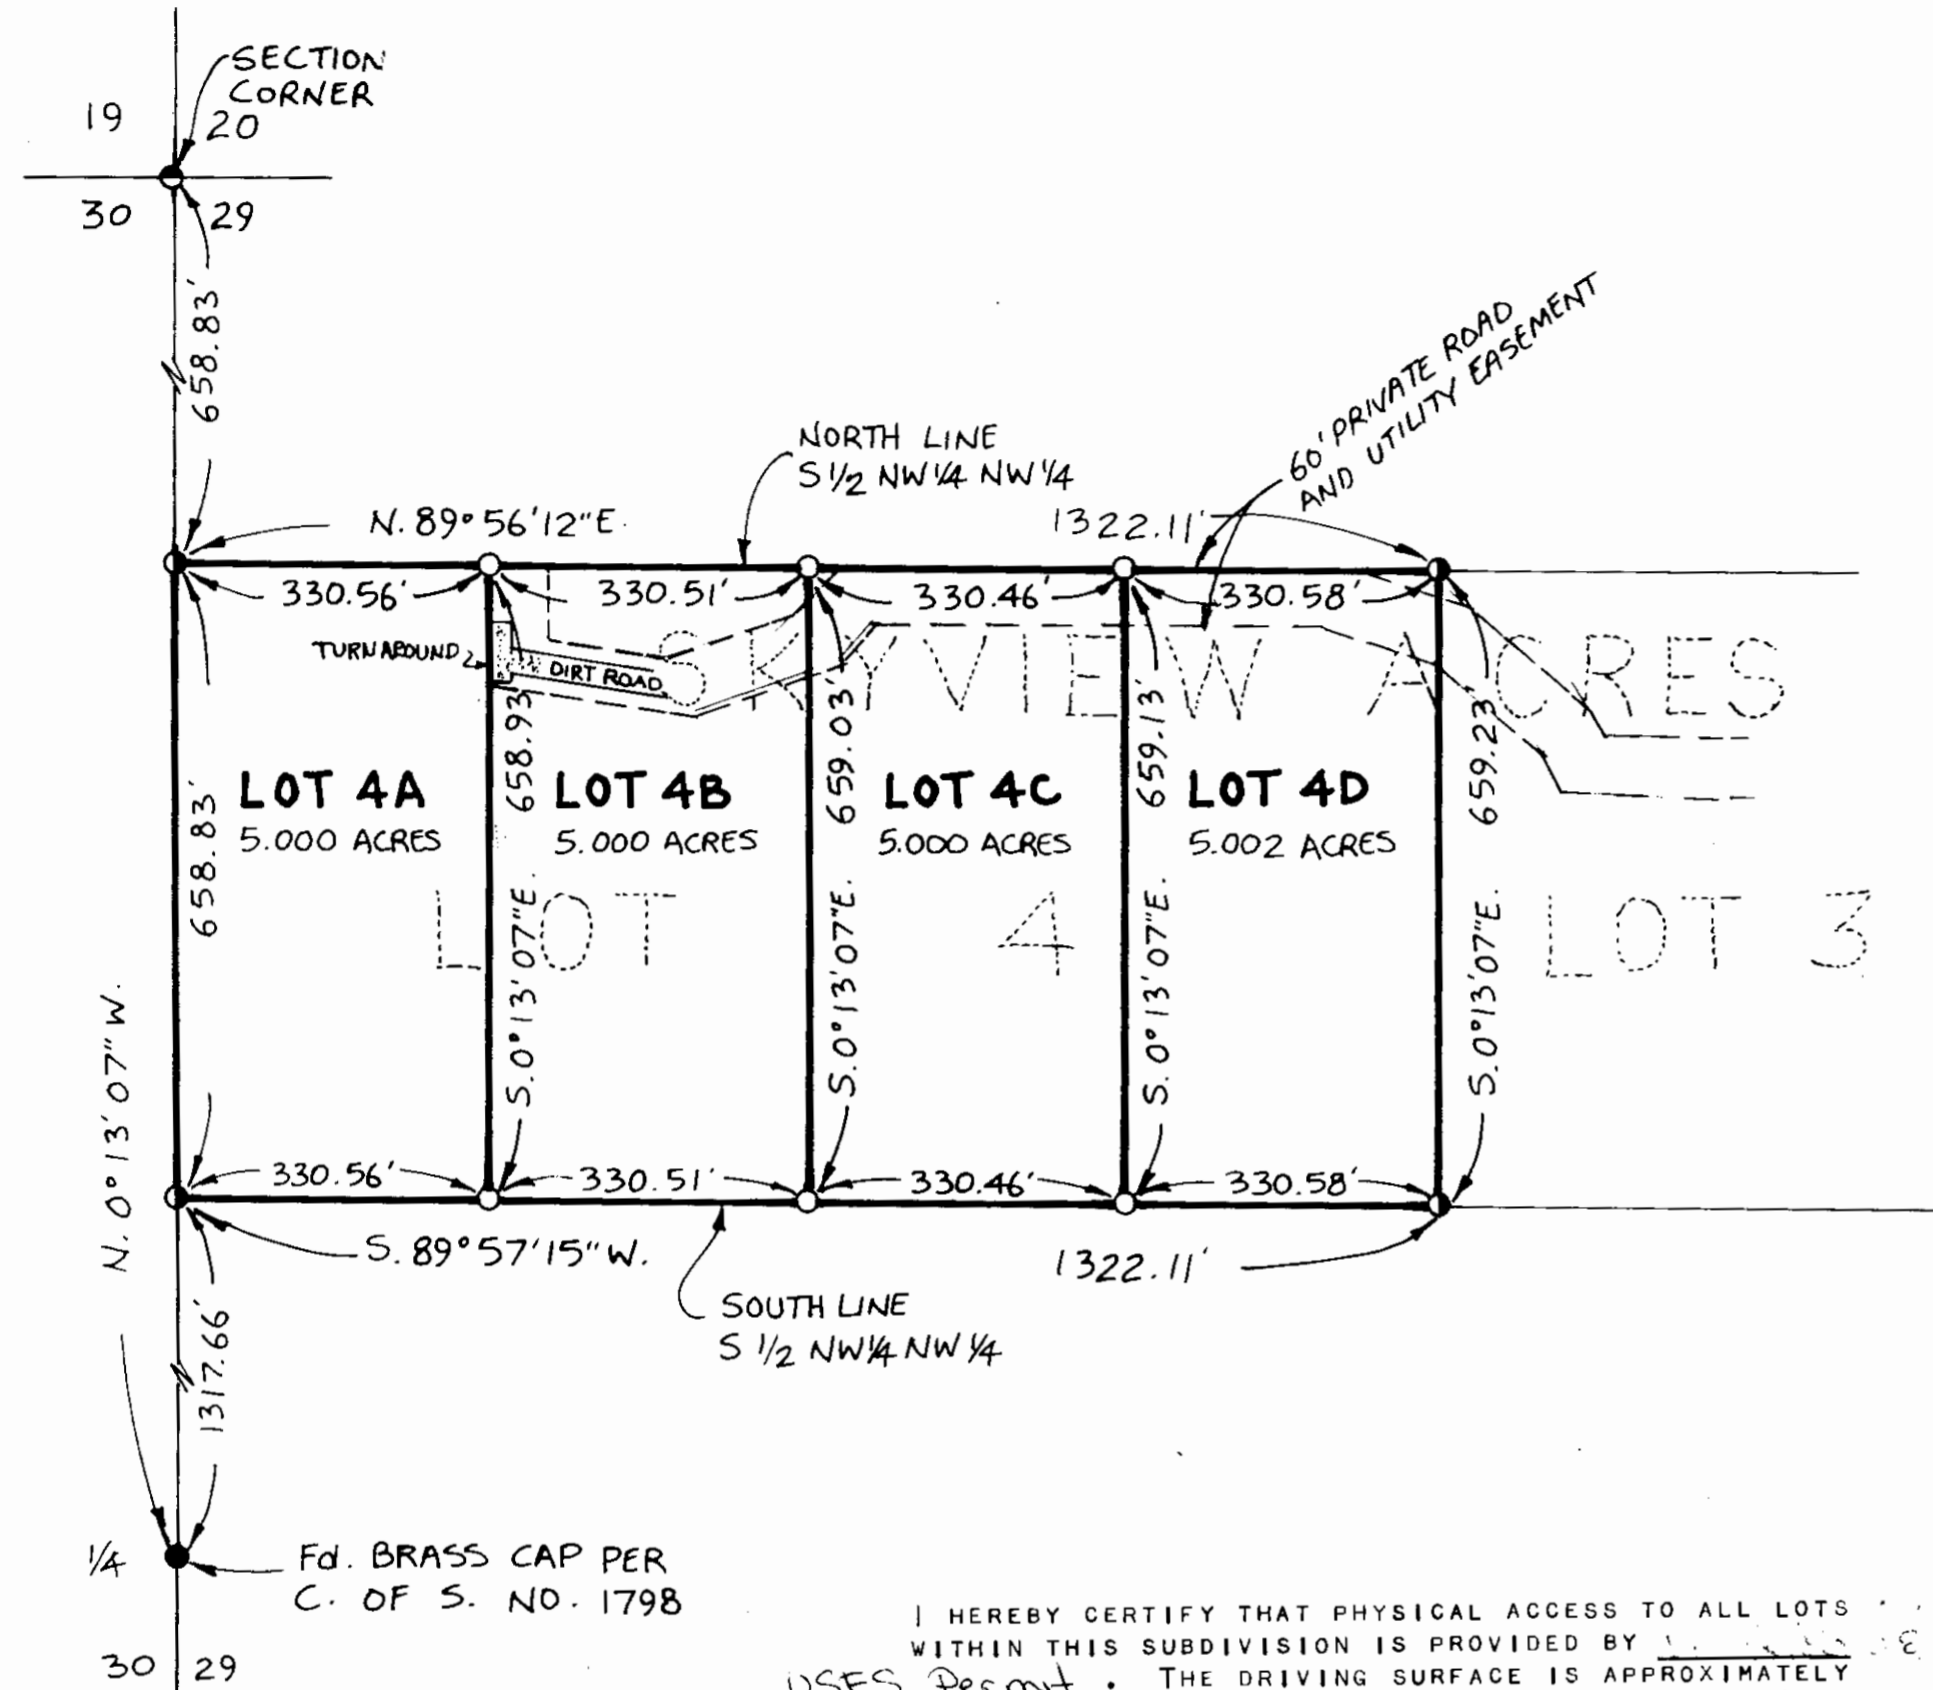 SECTION
CORNER
19
20
30
29
658.83'
60' PRIVATE ROAD
AND UTILITY EASEMENT
NORTH LINE
S 1/2 NW 1/4 NW 1/4
N. 89° 56' 12" E.
1322.11'
330.56'
330.51'
330.46'
330.58'
TURNAROUND
DIRT ROAD
SKYVIEW ACRES
658.83'
658.93'
659.03'
659.13'
659.23'
LOT 4A
5.000 ACRES
LOT 4B
5.000 ACRES
LOT 4C
5.000 ACRES
LOT 4D
5.002 ACRES
LOT 4
LOT 3
S. 0° 13' 07" E.
S. 0° 13' 07" E.
S. 0° 13' 07" E.
S. 0° 13' 07" E.
N. 0° 13' 07" W.
330.56'
330.51'
330.46'
330.58'
S. 89° 57' 15" W.
1322.11'
SOUTH LINE
S 1/2 NW 1/4 NW 1/4
1317.66'
1/4
Fd. BRASS CAP PER
C. OF S. NO. 1798
30
29
I HEREBY CERTIFY THAT PHYSICAL ACCESS TO ALL LOTS
WITHIN THIS SUBDIVISION IS PROVIDED BY
USFS Permit. THE DRIVING SURFACE IS APPROXIMATELY